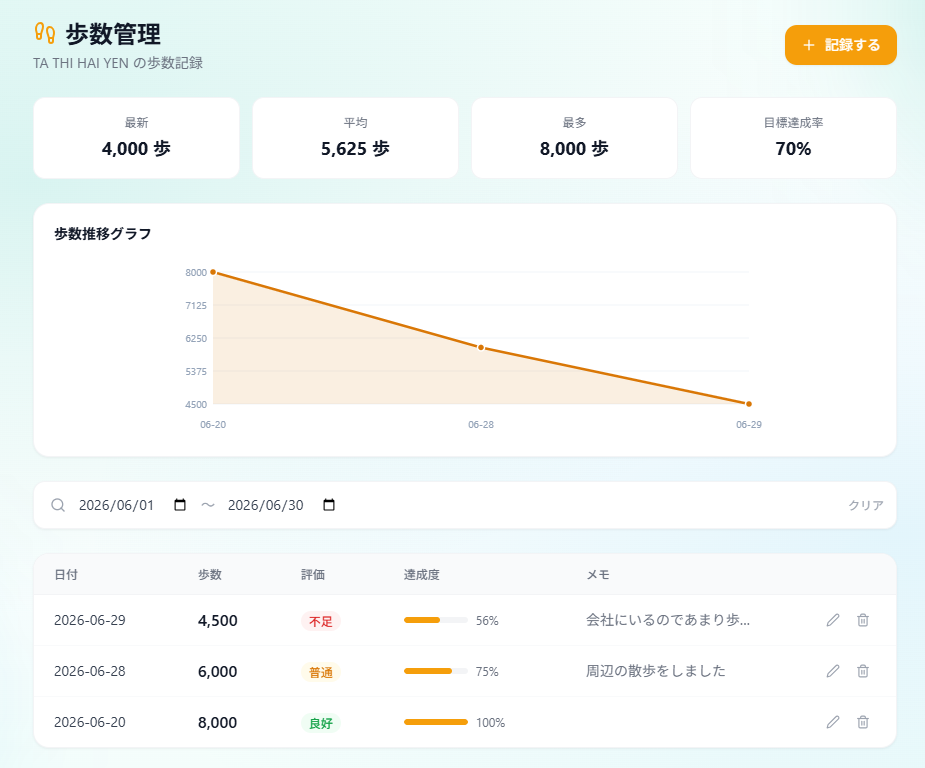 歩数管理
TA THI HAI YEN の歩数記録
+ 記録する
最新
4,000 歩
平均
5,625 歩
最多
8,000 歩
目標達成率
70%
歩数推移グラフ
8000
7125
6250
5375
4500
06-20 06-28 06-29
2026/06/01 ～ 2026/06/30 クリア
日付 歩数 評価 達成度 メモ
2026-06-29 4,500 不足 56% 会社にいるのであまり歩...
2026-06-28 6,000 普通 75% 周辺の散歩をしました
2026-06-20 8,000 良好 100%